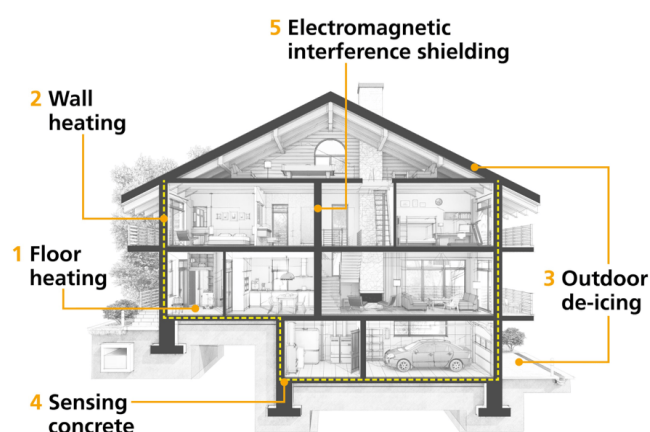 5 Electromagnetic
interference shielding
2 Wall
heating
1 Floor
heating
3 Outdoor
de-icing
4 Sensing
concrete